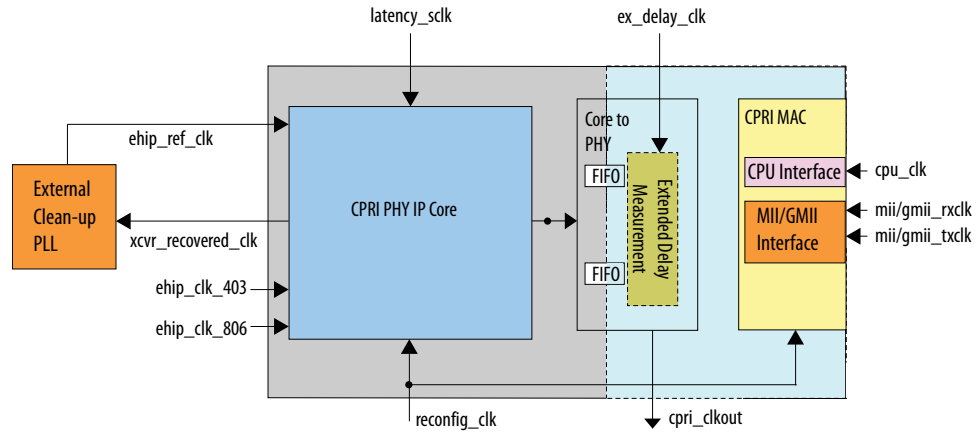 latency_sclk
ex_delay_clk
ehip_ref_clk
External
Clean-up
PLL
xcvr_recovered_clk
ehip_clk_403
ehip_clk_806
CPRI PHY IP Core
Core to
PHY
FIFO
FIFO
Extended Delay
Measurement
CPRI MAC
CPU Interface
cpu_clk
MII/GMII
Interface
mii/gmii_rxclk
mii/gmii_txclk
reconfig_clk
cpri_clkout